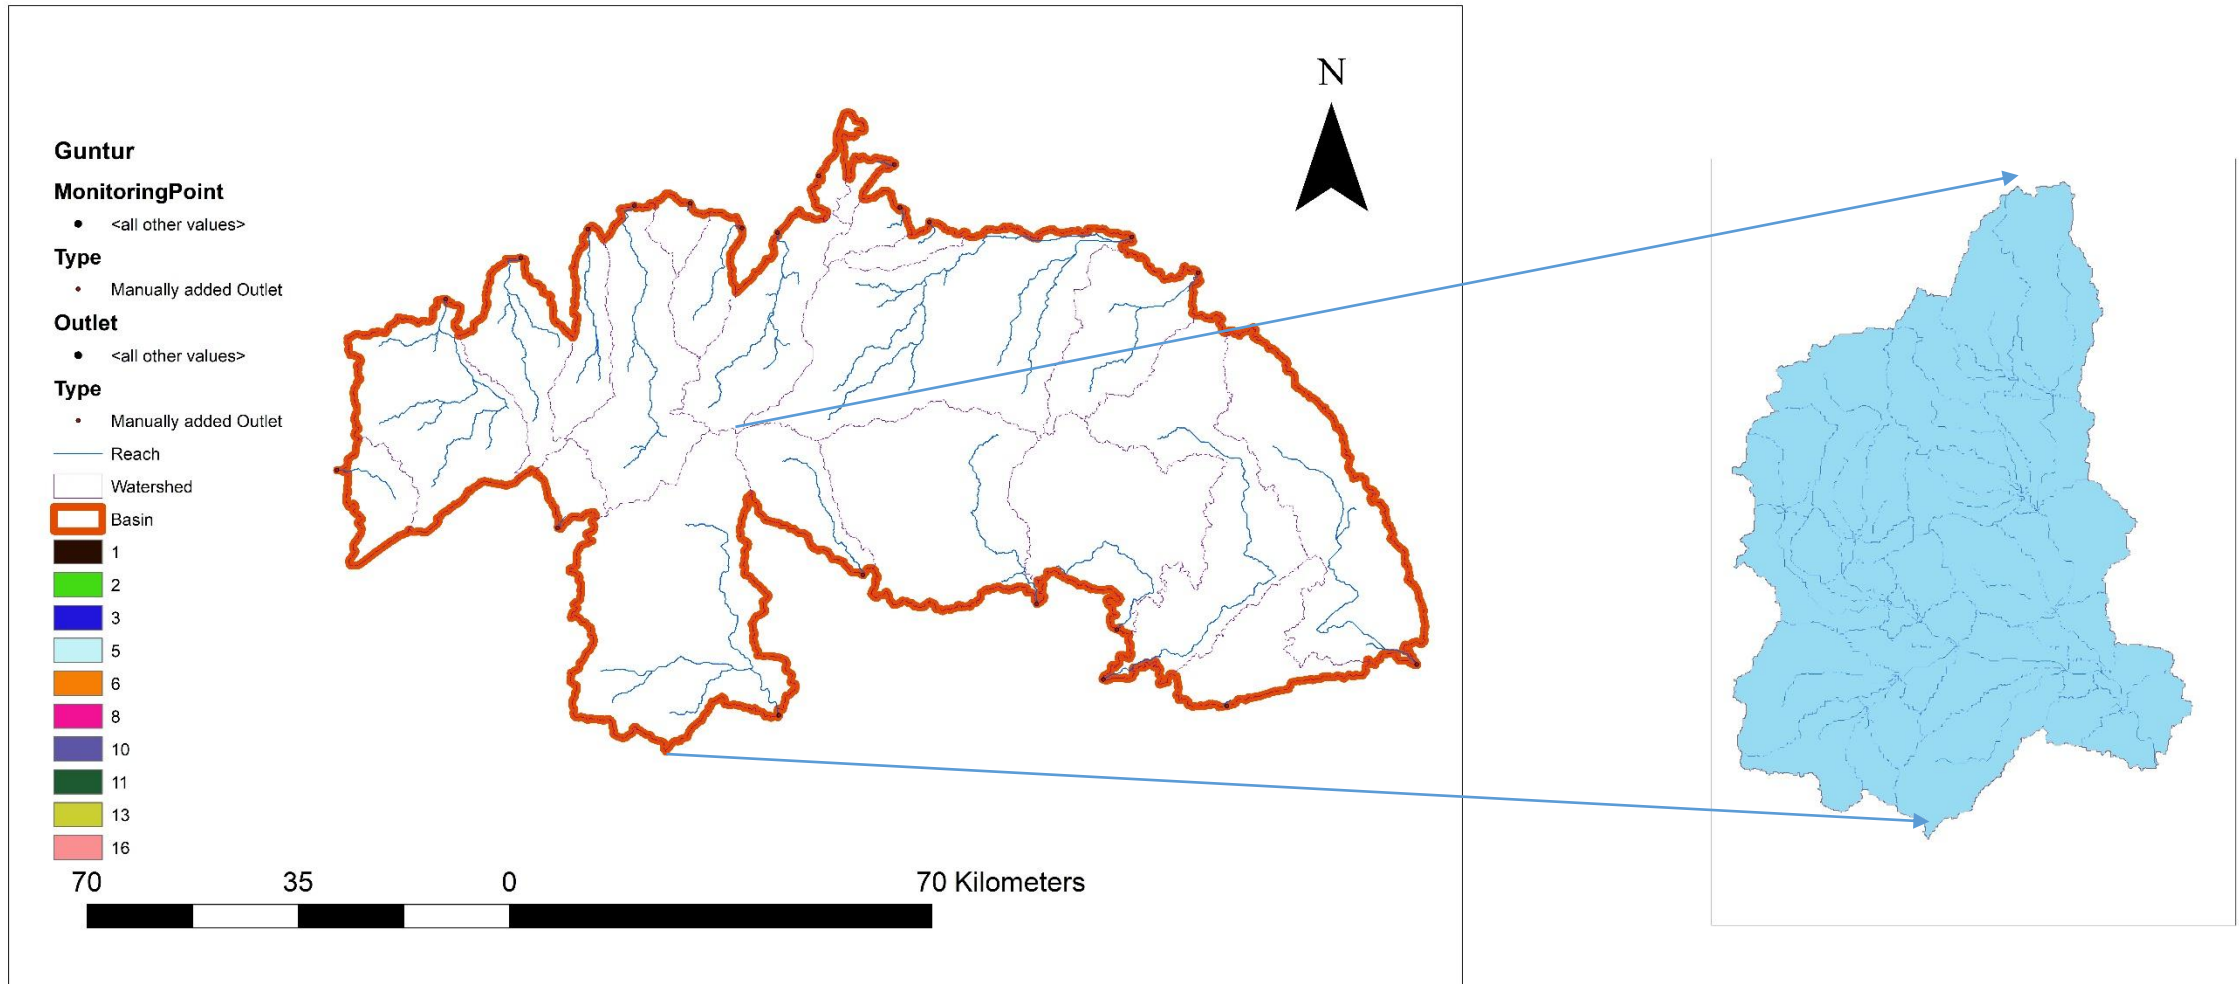 N
Guntur
MonitoringPoint
<all other values>
Type
Manually added Outlet
Outlet
<all other values>
Type
Manually added Outlet
Reach
Watershed
Basin
1
2
3
5
6
8
10
11
13
16
70 35 0 70 Kilometers